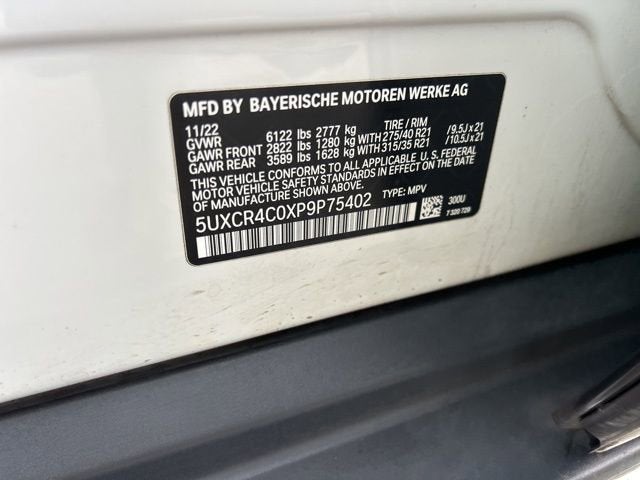 MFD BY BAYERISCHE MOTOREN WERKE AG
11/22 TIRE / RIM
GVWR 6122 lbs 2777 kg
GAWR FRONT 2822 lbs 1280 kg WITH 275/40 R21 /9.5J x 21
GAWR REAR 3589 lbs 1628 kg WITH 315/35 R21 /10.5J x 21
THIS VEHICLE CONFORMS TO ALL APPLICABLE U. S. FEDERAL
MOTOR VEHICLE SAFETY STANDARDS IN EFFECT ON THE DATE
OF MANUFACTURE SHOWN ABOVE.
5UXCR4C0XP9P75402 TYPE: MPV
300U
7 320 729